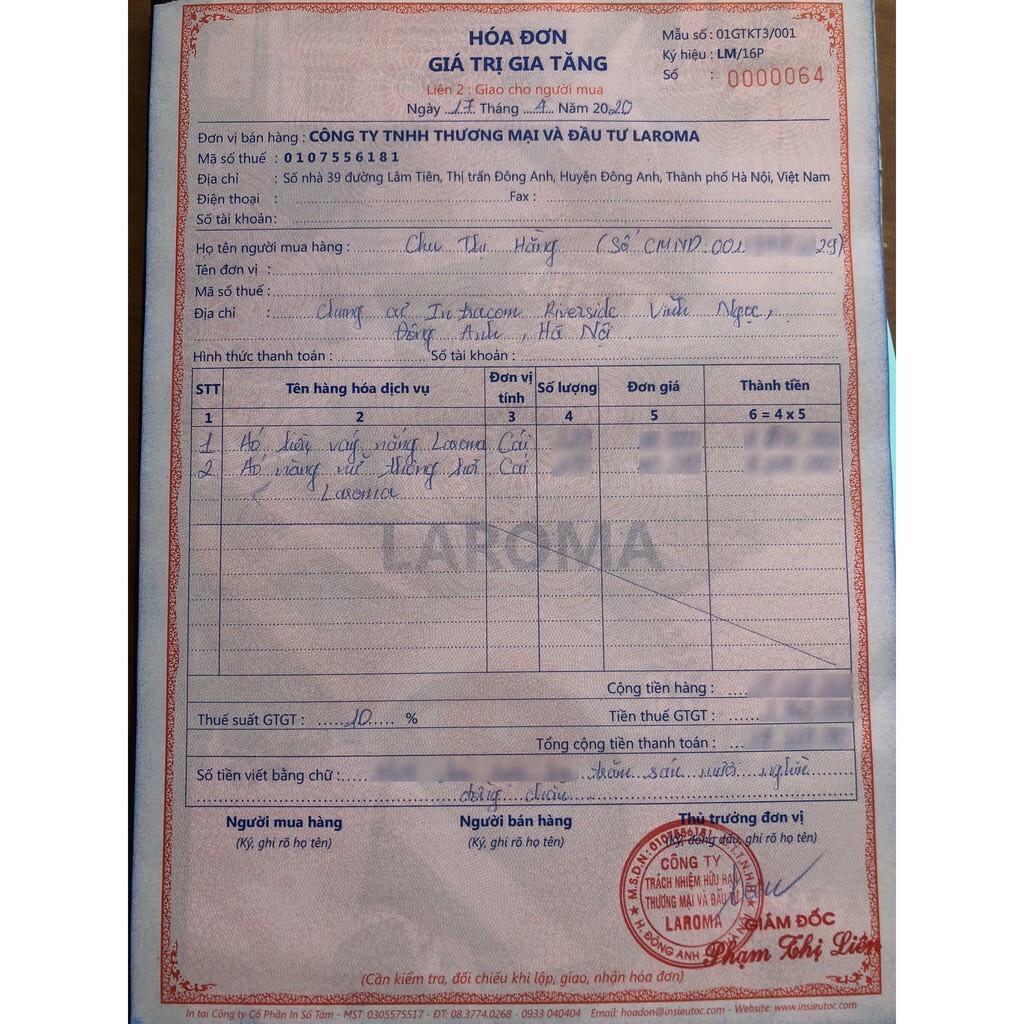 HÓA ĐƠN
GIÁ TRỊ GIA TĂNG
Liên 2 : Giao cho người mua
Ngày 17 Tháng 4 Năm 2020
Mẫu số : 01GTKT3/001
Ký hiệu : LM/16P
Số : 0000064
Đơn vị bán hàng : CÔNG TY TNHH THƯƠNG MẠI VÀ ĐẦU TƯ LAROMA
Mã số thuế : 0107556181
Địa chỉ : Số nhà 39 đường Lâm Tiên, Thị trấn Đông Anh, Huyện Đông Anh, Thành phố Hà Nội, Việt Nam
Điện thoại : Fax :
Số tài khoản:
Họ tên người mua hàng : Chu Thị Hằng (Số CMND.001 29)
Tên đơn vị :
Mã số thuế :
Địa chỉ : Chung cư Intracom Riverside Vĩnh Ngọc,
Đông Anh, Hà Nội.
Hình thức thanh toán : Số tài khoản :
STT Tên hàng hóa dịch vụ Đơn vị tính Số lượng Đơn giá Thành tiền
1 2 3 4 5 6 = 4 x 5
1 Áo liền váy nắng Laroma Cái
2 Áo nắng thông hơi Cái
Laroma
LAROMA
Cộng tiền hàng :
Thuế suất GTGT : 10 % Tiền thuế GTGT :
Tổng cộng tiền thanh toán :
Số tiền viết bằng chữ : trăm sáu mươi nghìn
đồng chẵn
Người mua hàng Người bán hàng Thủ trưởng đơn vị
(Ký, ghi rõ họ tên) (Ký, ghi rõ họ tên) (Ký, đóng dấu, ghi rõ họ tên)
M.S.D.N: 0107556181 - C.T.T.N.H.H
CÔNG TY
TRÁCH NHIỆM HỮU HẠN
THƯƠNG MẠI VÀ ĐẦU TƯ
LAROMA
H. ĐÔNG ANH
GIÁM ĐỐC
Phạm Thị Liên
(Cần kiểm tra, đối chiếu khi lập, giao, nhận hóa đơn)
In tại Công ty Cổ Phần In Số Tám - MST: 0305575517 - ĐT: 08.3774.0268 - 0933 040404 Email: hoadon@insieutoc.com - Website: www.insieutoc.com